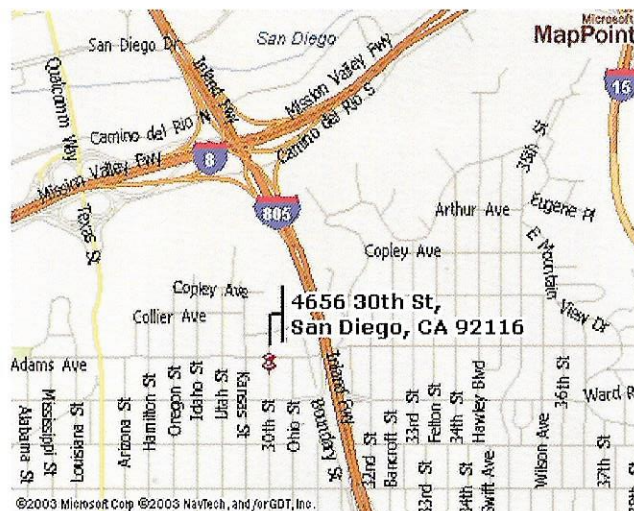 Microsoft
MapPoint
San Diego Dr
San Diego
Inland Fwy
Mission Valley Fwy
15
Qualcomm Way
Camino del Rio N
Camino del Rio S
8
Mission Valley Fwy
35th St
805
Arthur Ave
Eugene Pl
Texas St
Copley Ave
E Mountain View Dr
Copley Ave
Collier Ave
4656 30th St,
San Diego, CA 92116
Adams Ave
Inland Fwy
Alabama St
Mississippi St
Louisiana St
Arizona St
Hamilton St
Oregon St
Idaho St
Utah St
Kansas St
30th St
Ohio St
Boundary St
32nd St
Bancroft St
33rd St
Felton St
34th St
Hawley Blvd
Wilson Ave
36th St
Ward R
33rd St
34th St
Swift Ave
37th St
©2003 Microsoft Corp ©2003 NavTech, and/or GDT, Inc.